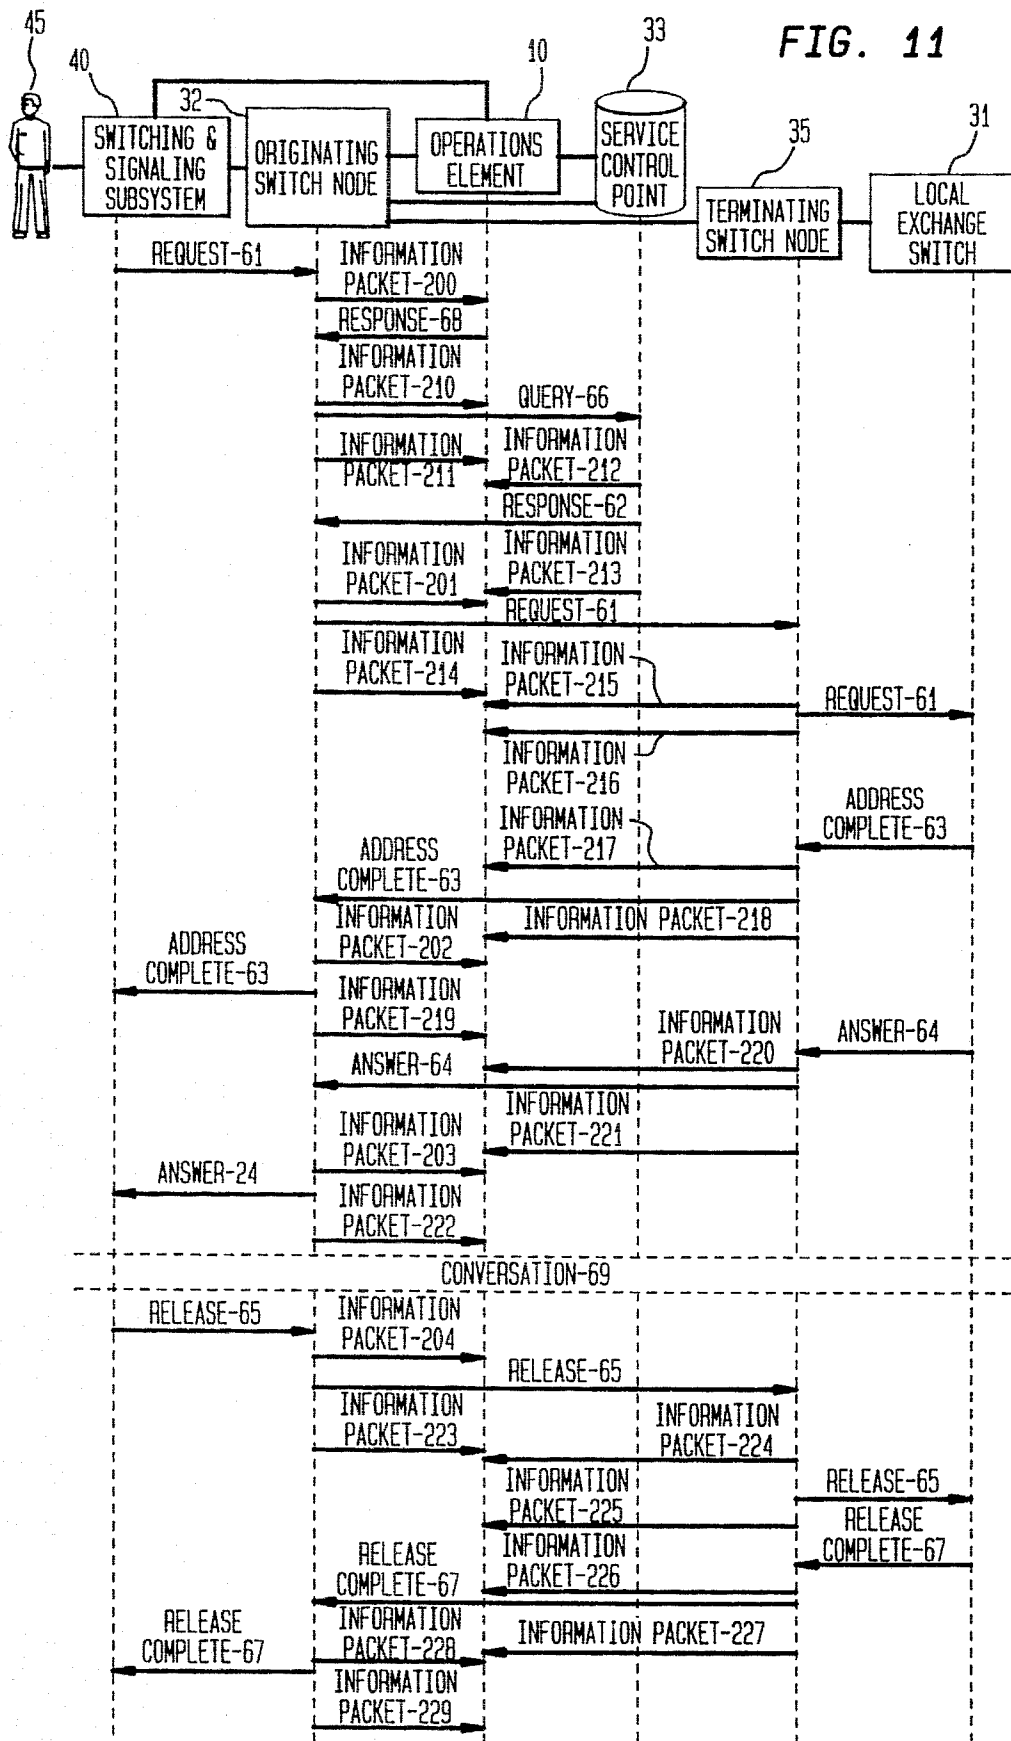 FIG. 11
45
40
32
10
33
35
31
SWITCHING &
SIGNALING
SUBSYSTEM
ORIGINATING
SWITCH NODE
OPERATIONS
ELEMENT
SERVICE
CONTROL
POINT
TERMINATING
SWITCH NODE
LOCAL
EXCHANGE
SWITCH
REQUEST-61
INFORMATION
PACKET-200
RESPONSE-68
INFORMATION
PACKET-210
QUERY-66
INFORMATION
PACKET-211
INFORMATION
PACKET-212
RESPONSE-62
INFORMATION
PACKET-201
INFORMATION
PACKET-213
REQUEST-61
INFORMATION
PACKET-214
INFORMATION
PACKET-215
REQUEST-61
INFORMATION
PACKET-216
ADDRESS
COMPLETE-63
INFORMATION
PACKET-217
ADDRESS
COMPLETE-63
INFORMATION PACKET-218
INFORMATION
PACKET-202
ADDRESS
COMPLETE-63
INFORMATION
PACKET-219
INFORMATION
PACKET-220
ANSWER-64
ANSWER-64
INFORMATION
PACKET-221
INFORMATION
PACKET-203
ANSWER-24
INFORMATION
PACKET-222
CONVERSATION-69
RELEASE-65
INFORMATION
PACKET-204
RELEASE-65
INFORMATION
PACKET-223
INFORMATION
PACKET-224
RELEASE-65
INFORMATION
PACKET-225
RELEASE
COMPLETE-67
INFORMATION
PACKET-226
RELEASE
COMPLETE-67
INFORMATION PACKET-227
INFORMATION
PACKET-228
RELEASE
COMPLETE-67
INFORMATION
PACKET-229